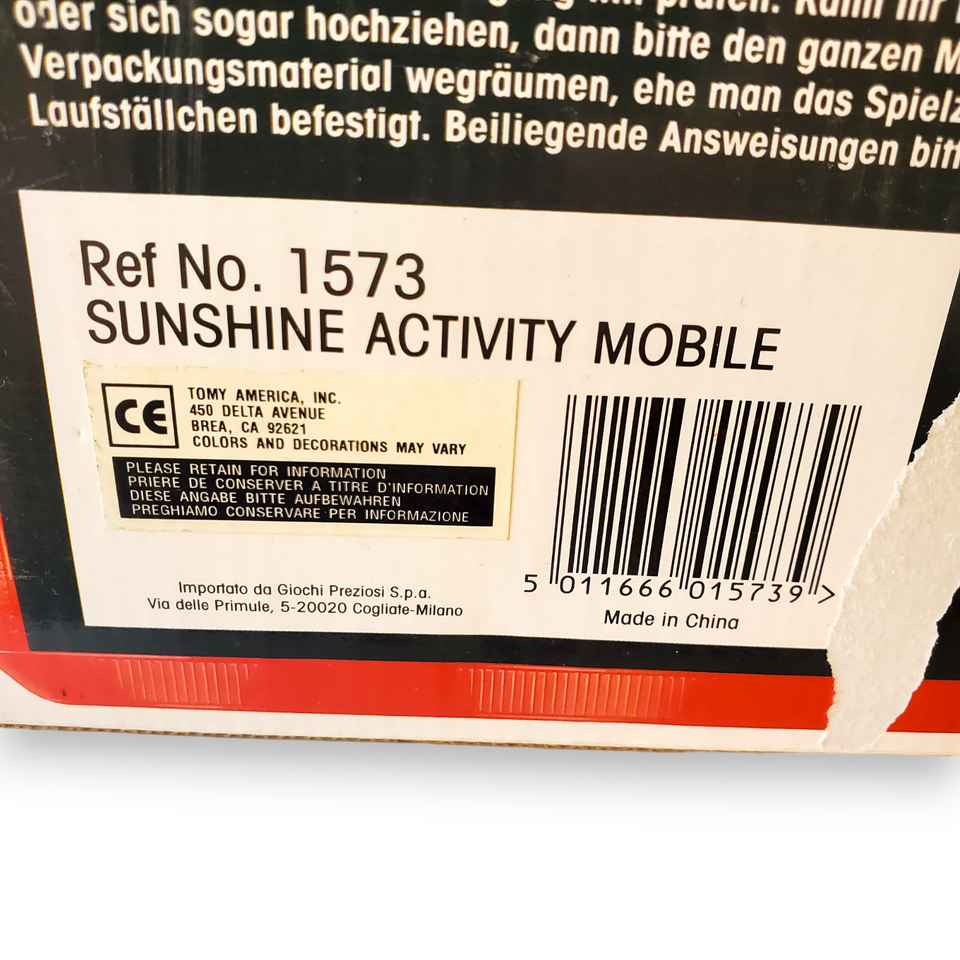 prüfen. Kann Ihr
oder sich sogar hochziehen, dann bitte den ganzen
Verpackungsmaterial wegräumen, ehe man das
Laufställchen befestigt. Beiliegende Answeisungen
Ref No. 1573
SUNSHINE ACTIVITY MOBILE
CE
TOMY AMERICA, INC.
450 DELTA AVENUE
BREA, CA 92621
COLORS AND DECORATIONS MAY VARY
PLEASE RETAIN FOR INFORMATION
PRIERE DE CONSERVER A TITRE D'INFORMATION
DIESE ANGABE BITTE AUFBEWAHREN
PREGHIAMO CONSERVARE PER INFORMAZIONE
Importato da Giochi Preziosi S.p.a.
Via delle Primule, 5-20020 Cogliate-Milano
5 011666 015739 >
Made in China